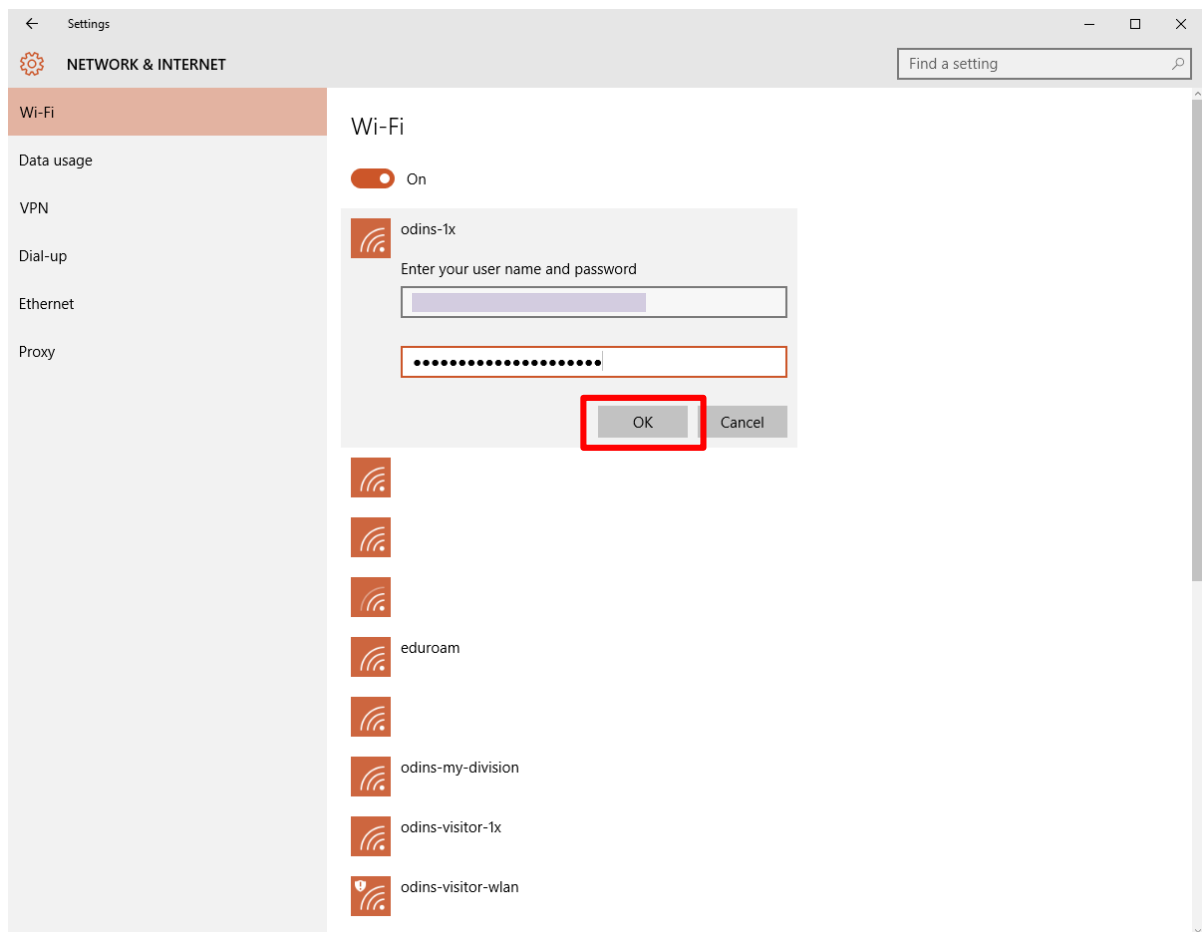 Settings
NETWORK & INTERNET
Find a setting
Wi-Fi
Data usage
VPN
Dial-up
Ethernet
Proxy
Wi-Fi
On
odins-1x
Enter your user name and password
●●●●●●●●●●●●●●●●●●●●●
OK Cancel
eduroam
odins-my-division
odins-visitor-1x
odins-visitor-wlan